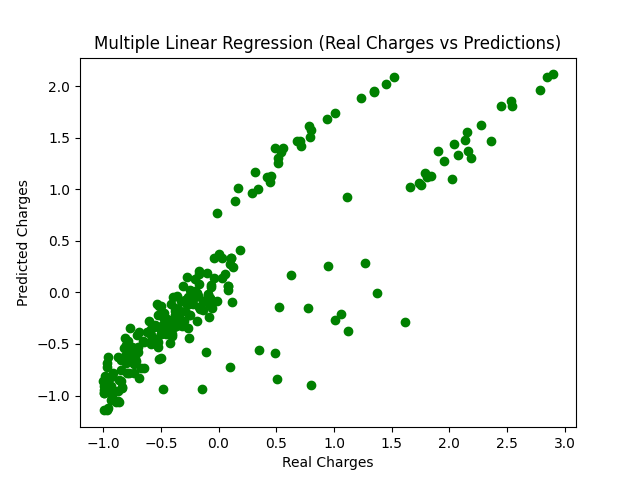 Multiple Linear Regression (Real Charges vs Predictions)
Predicted Charges
2.0
1.5
1.0
0.5
0.0
−0.5
−1.0
−1.0 −0.5 0.0 0.5 1.0 1.5 2.0 2.5 3.0
Real Charges